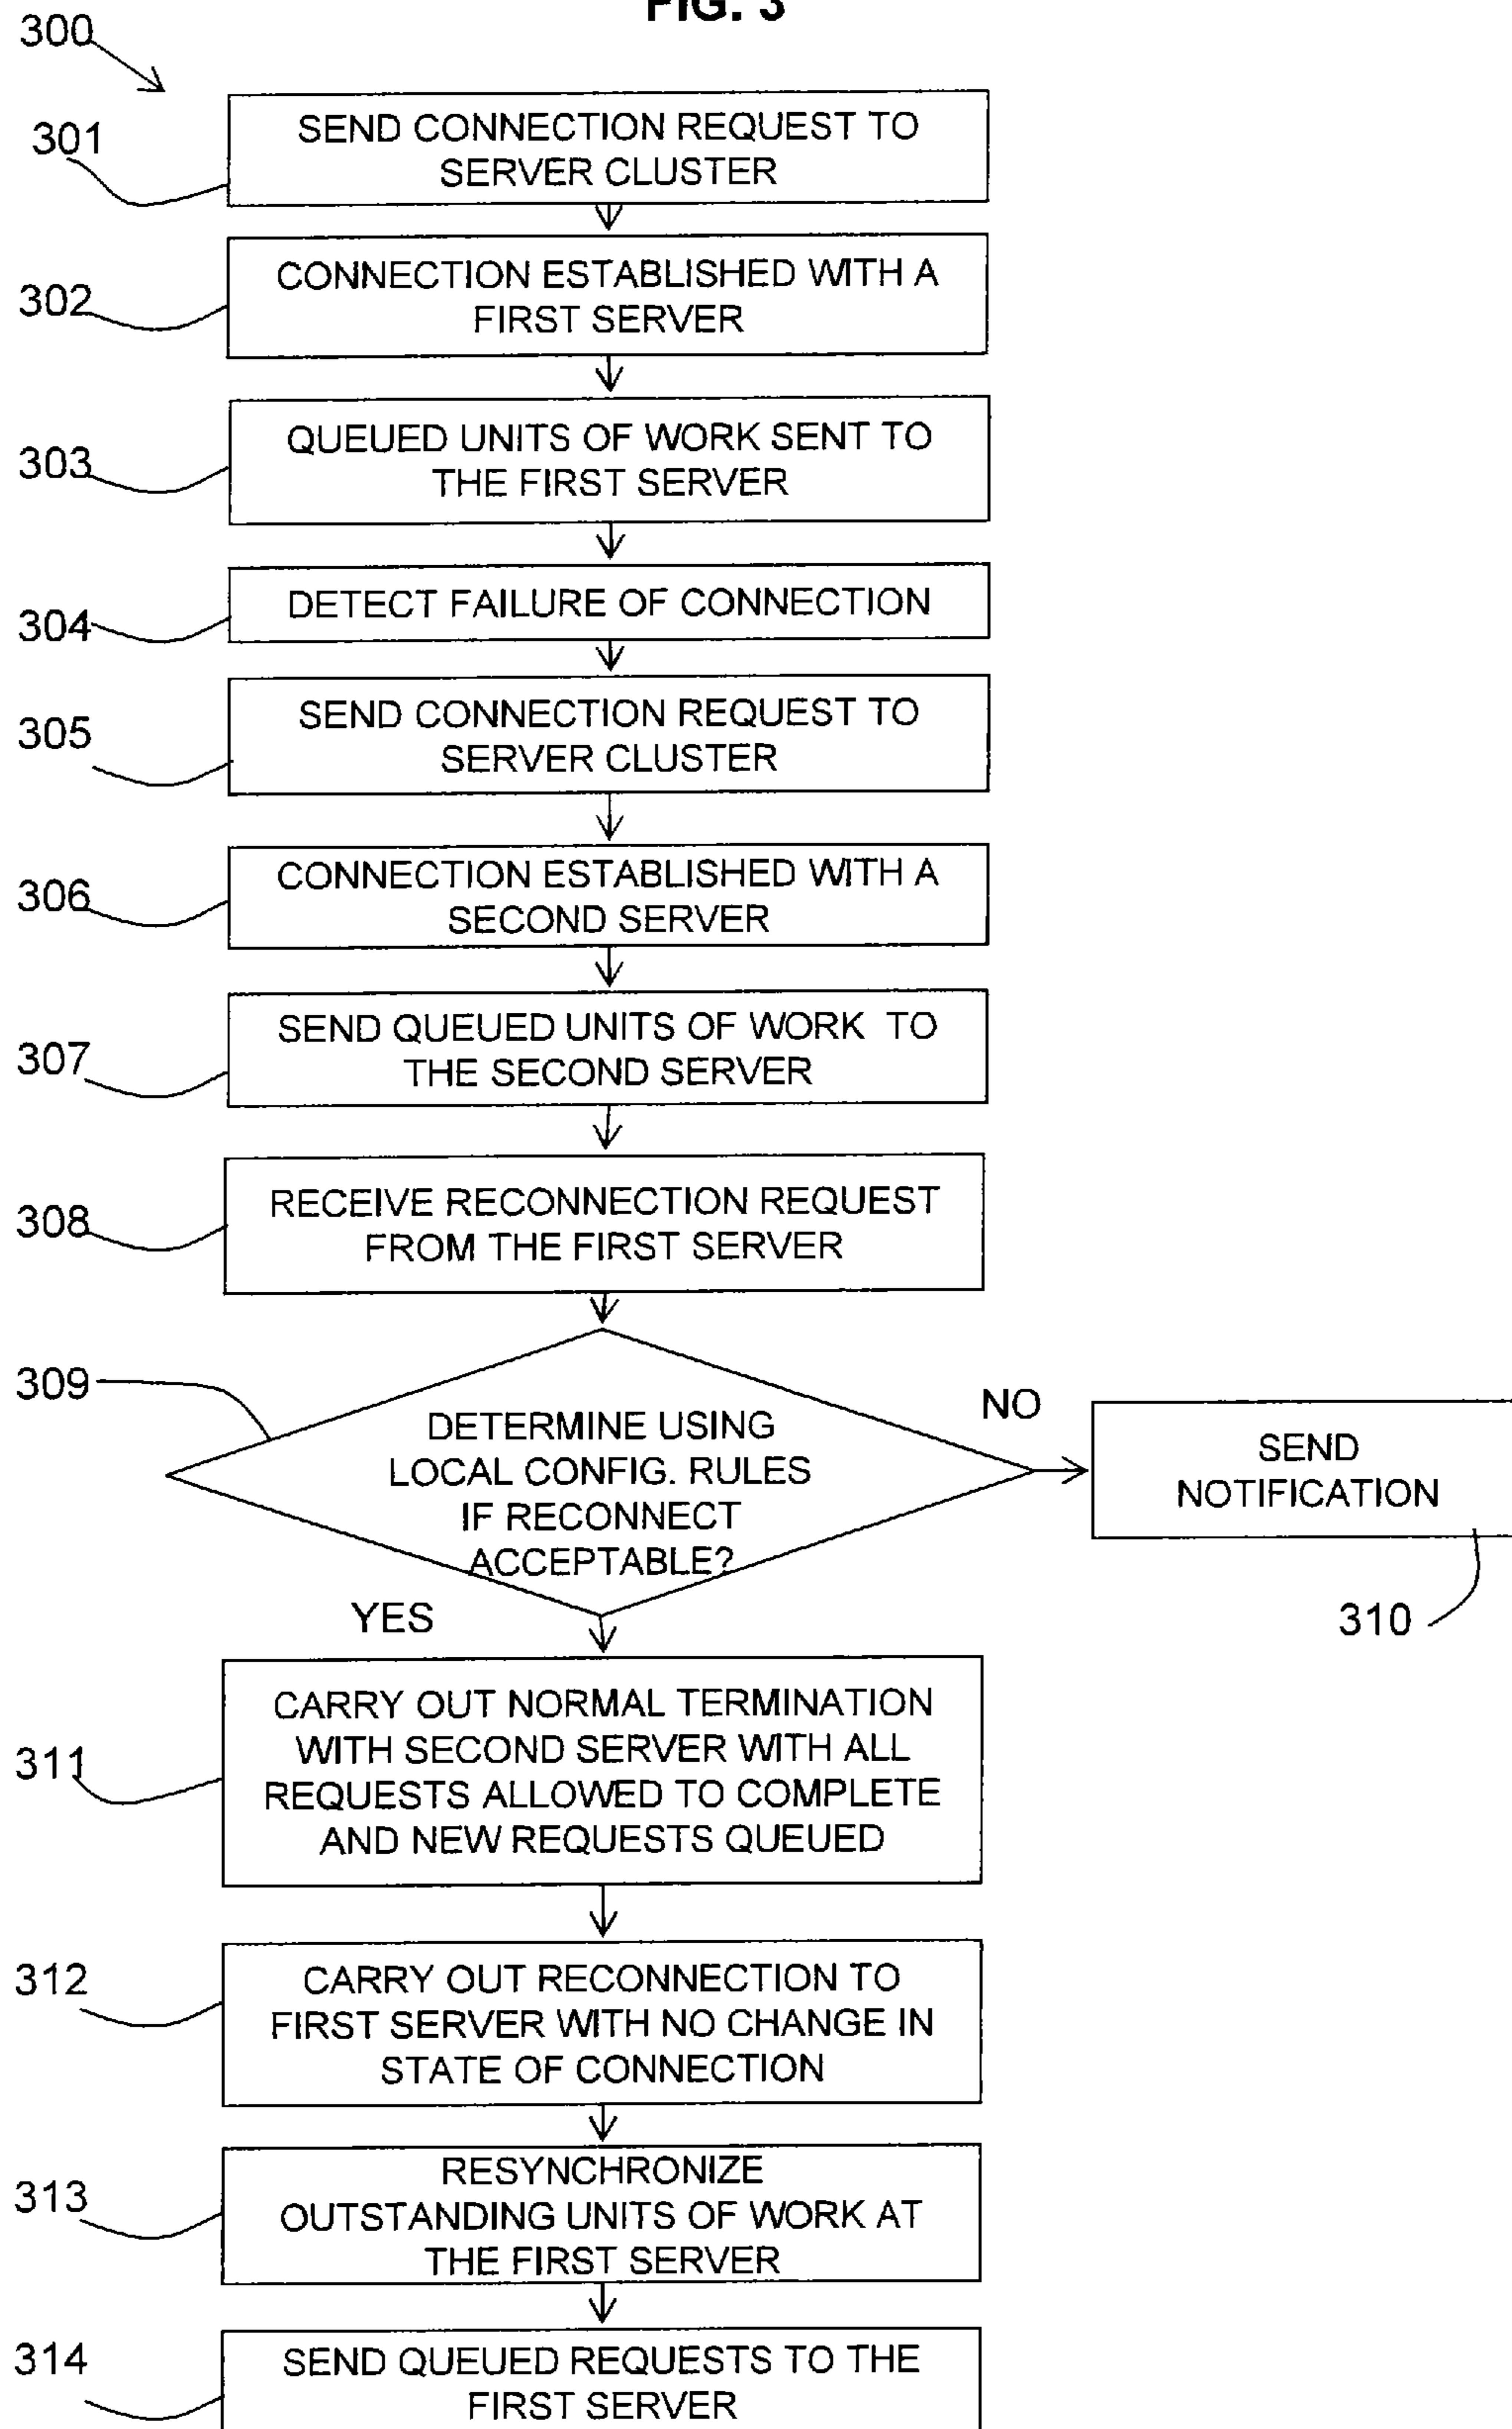 FIG. 3
300
301
SEND CONNECTION REQUEST TO
SERVER CLUSTER
302
CONNECTION ESTABLISHED WITH A
FIRST SERVER
303
QUEUED UNITS OF WORK SENT TO
THE FIRST SERVER
304
DETECT FAILURE OF CONNECTION
305
SEND CONNECTION REQUEST TO
SERVER CLUSTER
306
CONNECTION ESTABLISHED WITH A
SECOND SERVER
307
SEND QUEUED UNITS OF WORK TO
THE SECOND SERVER
308
RECEIVE RECONNECTION REQUEST
FROM THE FIRST SERVER
309
DETERMINE USING
LOCAL CONFIG. RULES
IF RECONNECT
ACCEPTABLE?
NO
SEND
NOTIFICATION
310
YES
311
CARRY OUT NORMAL TERMINATION
WITH SECOND SERVER WITH ALL
REQUESTS ALLOWED TO COMPLETE
AND NEW REQUESTS QUEUED
312
CARRY OUT RECONNECTION TO
FIRST SERVER WITH NO CHANGE IN
STATE OF CONNECTION
313
RESYNCHRONIZE
OUTSTANDING UNITS OF WORK AT
THE FIRST SERVER
314
SEND QUEUED REQUESTS TO THE
FIRST SERVER